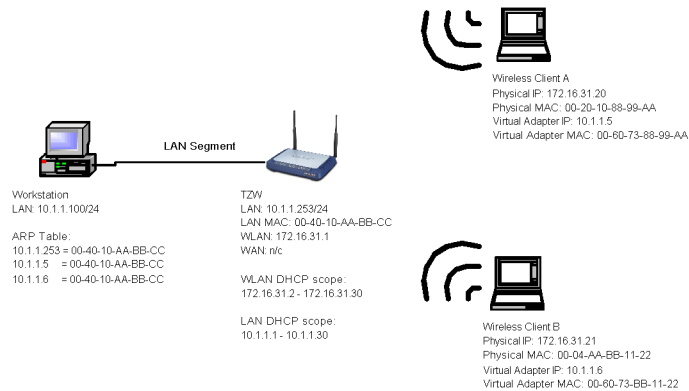 Wireless Client A
Physical IP: 172.16.31.20
Physical MAC: 00-20-10-88-99-AA
Virtual Adapter IP: 10.1.1.5
Virtual Adapter MAC: 00-60-73-88-99-AA
LAN Segment
Workstation
LAN: 10.1.1.100/24
ARP Table:
10.1.1.253 = 00-40-10-AA-BB-CC
10.1.1.5 = 00-40-10-AA-BB-CC
10.1.1.6 = 00-40-10-AA-BB-CC
TZW
LAN: 10.1.1.253/24
LAN MAC: 00-40-10-AA-BB-CC
WLAN: 172.16.31.1
WAN: n/c
WLAN DHCP scope:
172.16.31.2 - 172.16.31.30
LAN DHCP scope:
10.1.1.1 - 10.1.1.30
Wireless Client B
Physical IP: 172.16.31.21
Physical MAC: 00-04-AA-BB-11-22
Virtual Adapter IP: 10.1.1.6
Virtual Adapter MAC: 00-60-73-BB-11-22